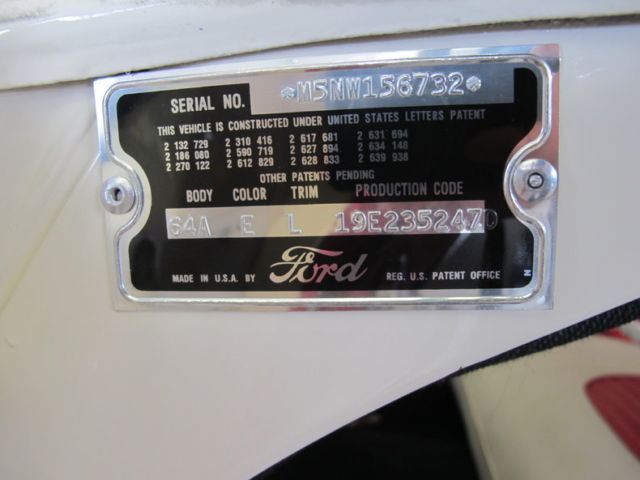 SERIAL NO. *M5NW156732*
THIS VEHICLE IS CONSTRUCTED UNDER UNITED STATES LETTERS PATENT
2 132 729 2 310 416 2 617 681 2 631 694
2 186 080 2 590 719 2 627 894 2 634 148
2 270 122 2 612 829 2 628 833 2 639 938
OTHER PATENTS PENDING
BODY COLOR TRIM PRODUCTION CODE
64A E L 19E235247D
MADE IN U.S.A. BY Ford REG. U.S. PATENT OFFICE
N